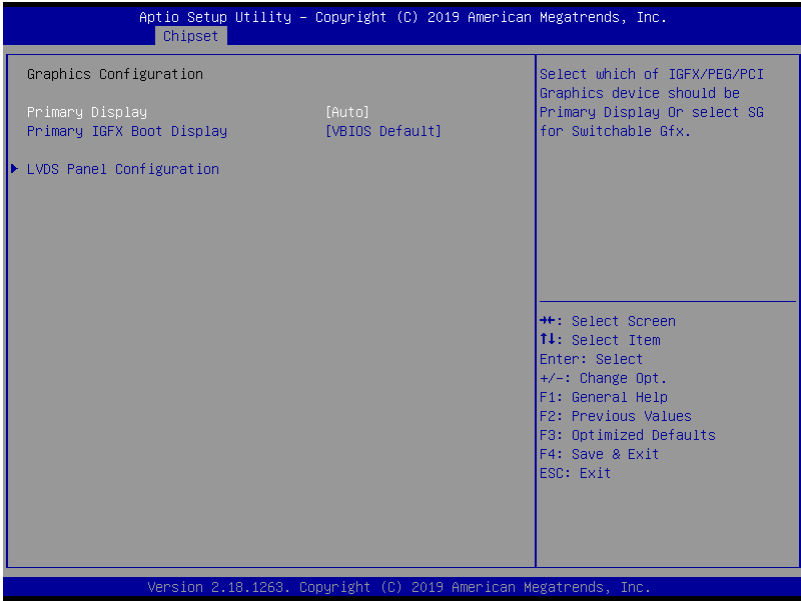 Aptio Setup Utility – Copyright (C) 2019 American Megatrends, Inc.
Chipset
Graphics Configuration
Primary Display [Auto]
Primary IGFX Boot Display [VBIOS Default]
LVDS Panel Configuration
Select which of IGFX/PEG/PCI
Graphics device should be
Primary Display Or select SG
for Switchable Gfx.
→←: Select Screen
↑↓: Select Item
Enter: Select
+/-: Change Opt.
F1: General Help
F2: Previous Values
F3: Optimized Defaults
F4: Save & Exit
ESC: Exit
Version 2.18.1263. Copyright (C) 2019 American Megatrends, Inc.